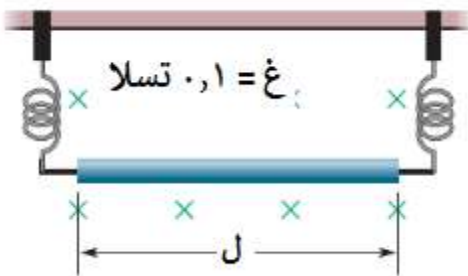 غ = ٠,١ تسلا
ل